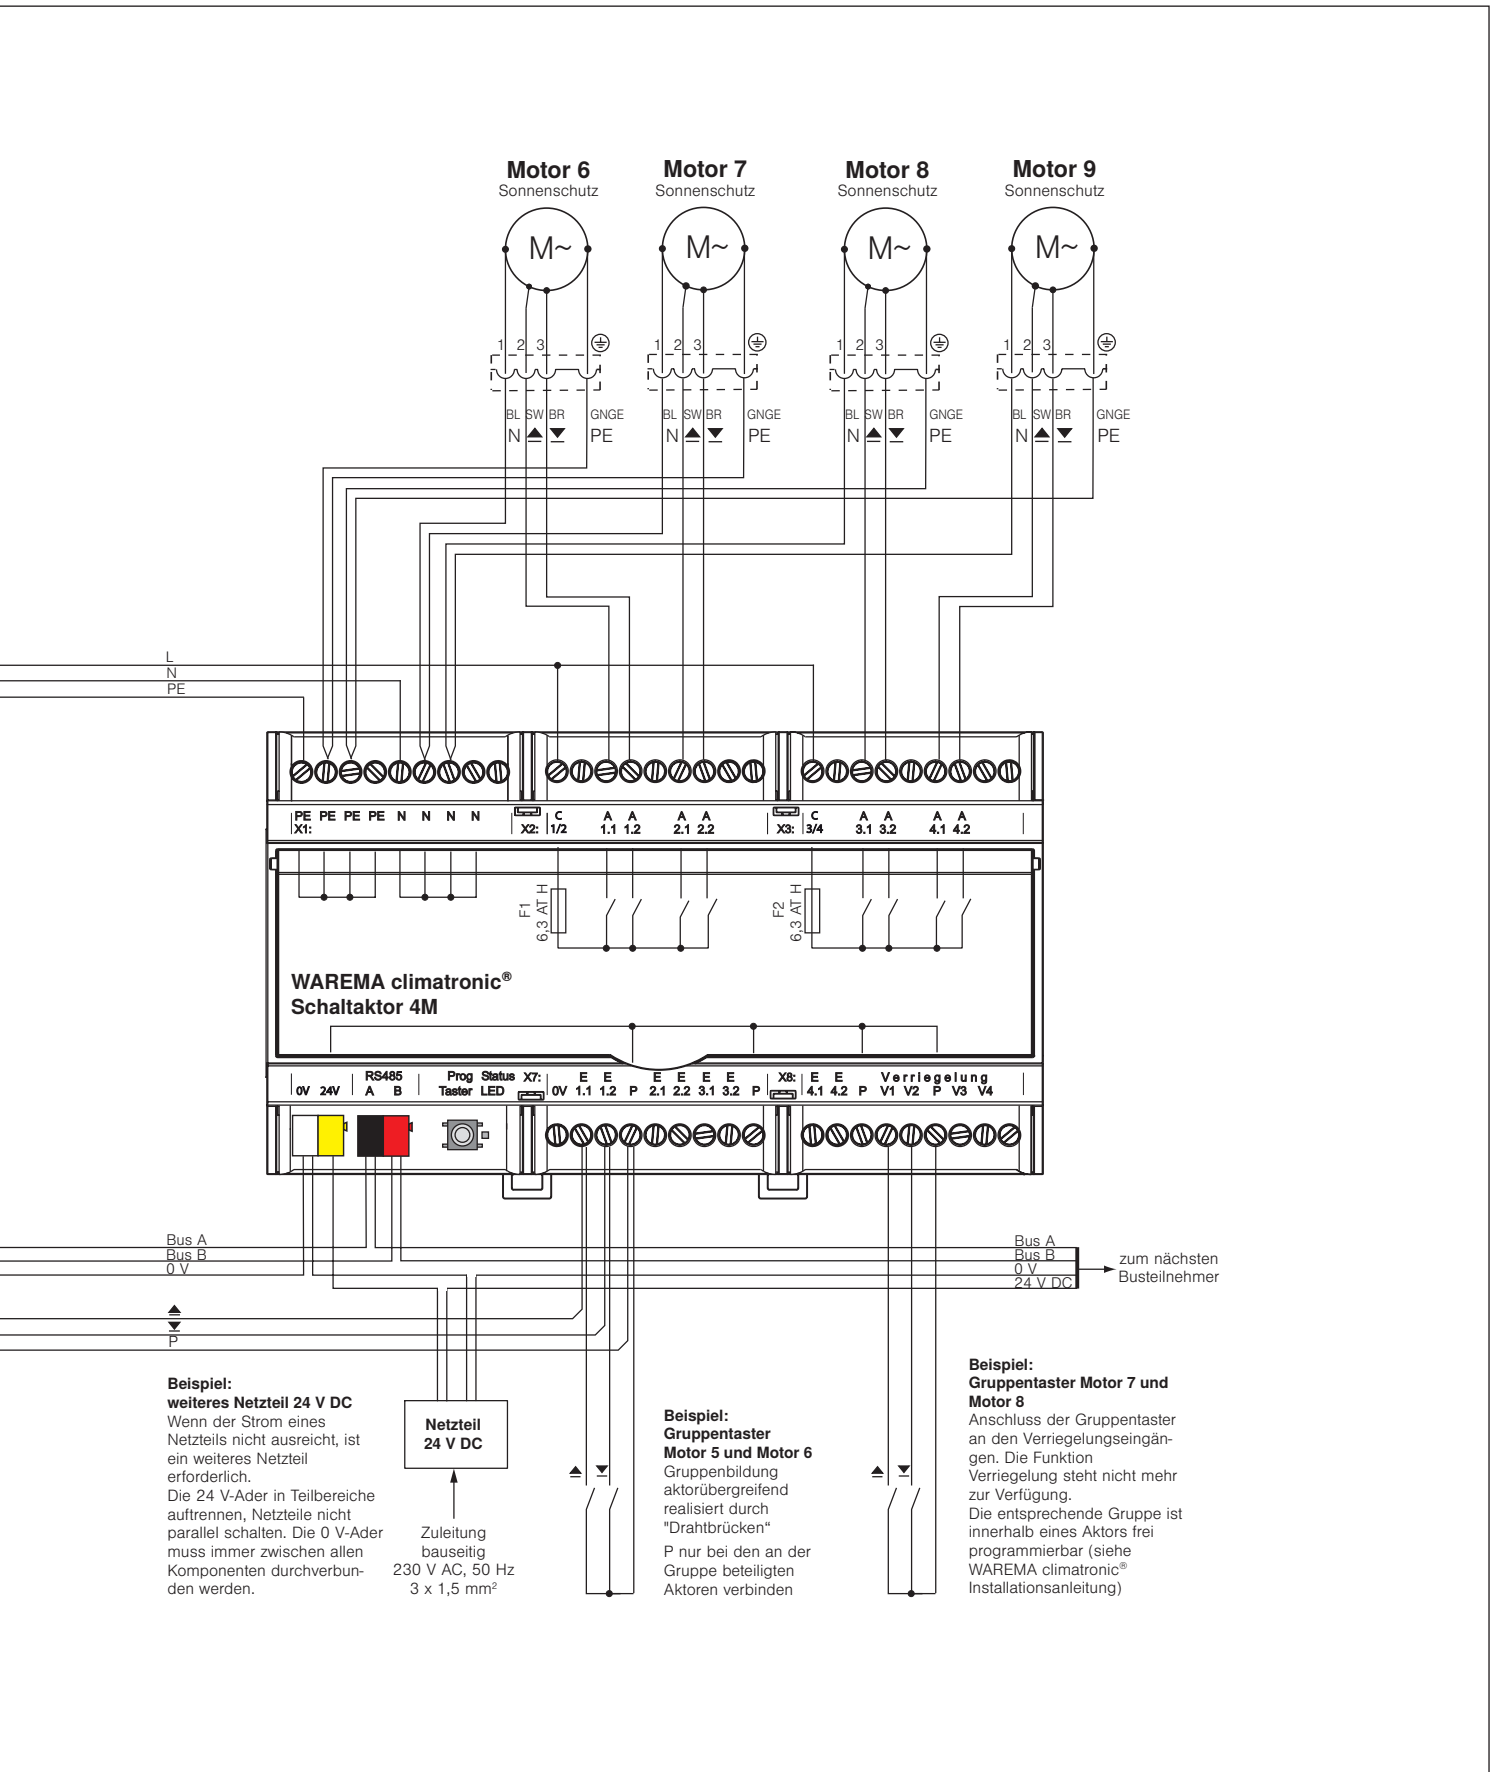 Motor 6 Motor 7 Motor 8 Motor 9
Sonnenschutz Sonnenschutz Sonnenschutz Sonnenschutz
M~ M~ M~ M~
1 2 3 1 2 3 1 2 3 1 2 3
BL SW BR GNGE BL SW BR GNGE BL SW BR GNGE BL SW BR GNGE
N PE N PE N PE N PE
L
N
PE
PE PE PE PE N N N N C A A A A C A A A A
X1: X2: 1/2 1.1 1.2 2.1 2.2 X3: 3/4 3.1 3.2 4.1 4.2
F1
6,3 AT H
F2
6,3 AT H
WAREMA climatronic®
Schaltaktor 4M
RS485 Prog Status X7: E E E E E E X8: E E Verriegelung
0V 24V A B Taster LED 0V 1.1 1.2 P 2.1 2.2 3.1 3.2 P 4.1 4.2 P V1 V2 P V3 V4
Bus A
Bus B
0 V
P
Bus A
Bus B
0 V
24 V DC
zum nächsten
Busteilnehmer
Beispiel:
weiteres Netzteil 24 V DC
Wenn der Strom eines
Netzteils nicht ausreicht, ist
ein weiteres Netzteil
erforderlich.
Die 24 V-Ader in Teilbereiche
auftrennen, Netzteile nicht
parallel schalten. Die 0 V-Ader
muss immer zwischen allen
Komponenten durchverbun-
den werden.
Netzteil
24 V DC
Zuleitung
bauseitig
230 V AC, 50 Hz
3 x 1,5 mm²
Beispiel:
Gruppentaster
Motor 5 und Motor 6
Gruppenbildung
aktorübergreifend
realisiert durch
"Drahtbrücken“
P nur bei den an der
Gruppe beteiligten
Aktoren verbinden
Beispiel:
Gruppentaster Motor 7 und
Motor 8
Anschluss der Gruppentaster
an den Verriegelungseingän-
gen. Die Funktion
Verriegelung steht nicht mehr
zur Verfügung.
Die entsprechende Gruppe ist
innerhalb eines Aktors frei
programmierbar (siehe
WAREMA climatronic®
Installationsanleitung)